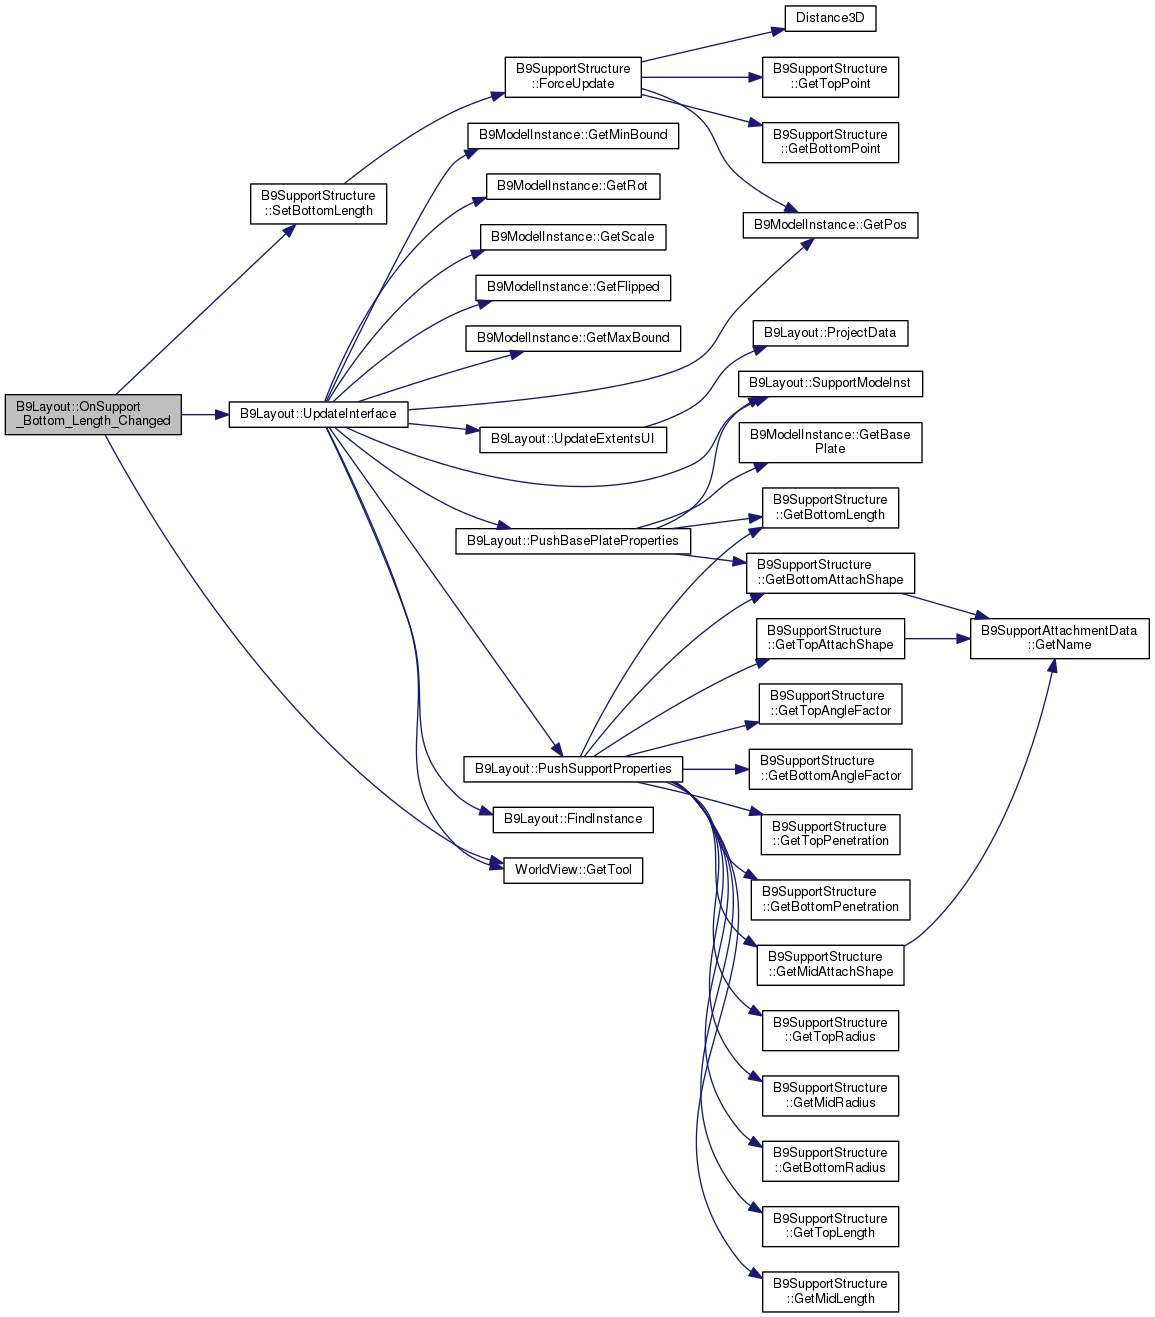 Distance3D
B9SupportStructure
::ForceUpdate
B9SupportStructure
::GetTopPoint
B9SupportStructure
::GetBottomPoint
B9ModelInstance::GetMinBound
B9ModelInstance::GetRot
B9SupportStructure
::SetBottomLength
B9ModelInstance::GetPos
B9ModelInstance::GetScale
B9ModelInstance::GetFlipped
B9ModelInstance::GetMaxBound
B9Layout::ProjectData
B9Layout::SupportModeInst
B9Layout::OnSupport
_Bottom_Length_Changed
B9Layout::UpdateInterface
B9Layout::UpdateExtentsUI
B9ModelInstance::GetBase
Plate
B9SupportStructure
::GetBottomLength
B9Layout::PushBasePlateProperties
B9SupportStructure
::GetBottomAttachShape
B9SupportStructure
::GetTopAttachShape
B9SupportAttachmentData
::GetName
B9SupportStructure
::GetTopAngleFactor
B9Layout::PushSupportProperties
B9SupportStructure
::GetBottomAngleFactor
B9Layout::FindInstance
B9SupportStructure
::GetTopPenetration
WorldView::GetTool
B9SupportStructure
::GetBottomPenetration
B9SupportStructure
::GetMidAttachShape
B9SupportStructure
::GetTopRadius
B9SupportStructure
::GetMidRadius
B9SupportStructure
::GetBottomRadius
B9SupportStructure
::GetTopLength
B9SupportStructure
::GetMidLength